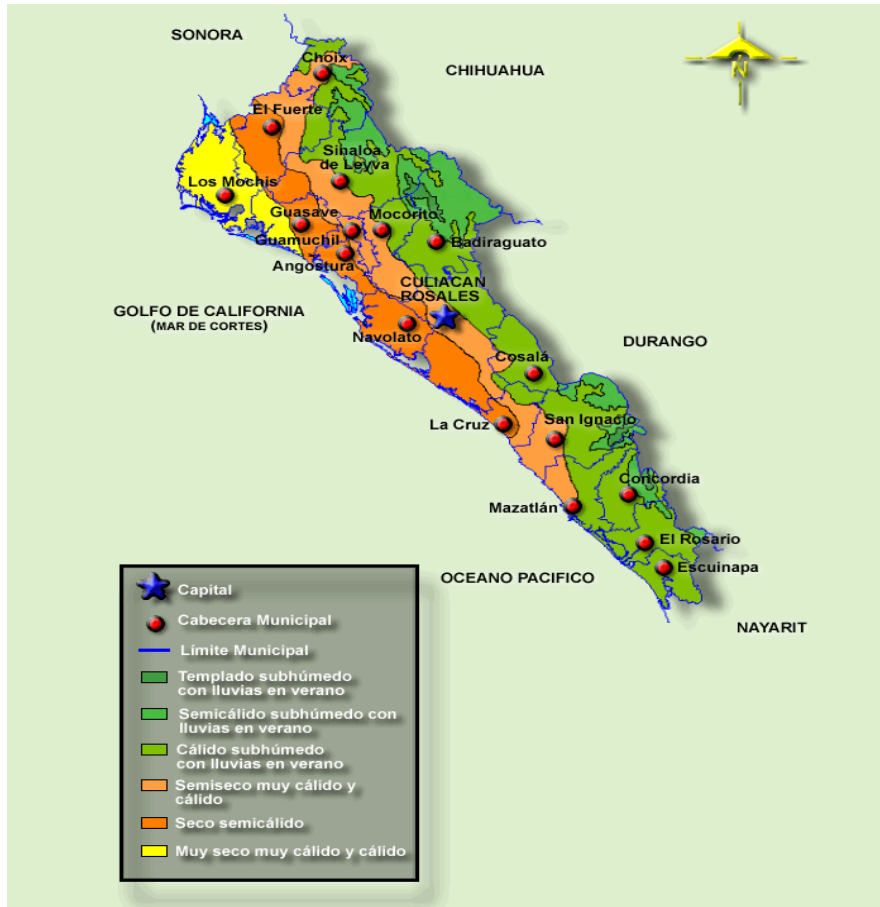 SONORA
Choix
CHIHUAHUA
El Fuerte
Sinaloa
de Leyva
Los Mochis
Guasave
Mocorito
Guamuchil
Badiraguato
Angostura
CULIACAN
ROSALES
GOLFO DE CALIFORNIA
(MAR DE CORTES)
Navolato
DURANGO
Cosalá
La Cruz
San Ignacio
Concordia
Mazatlán
El Rosario
Escuinapa
OCEANO PACIFICO
NAYARIT
N
Capital
Cabecera Municipal
Límite Municipal
Templado subhúmedo
con lluvias en verano
Semicálido subhúmedo con
lluvias en verano
Cálido subhúmedo
con lluvias en verano
Semiseco muy cálido y
cálido
Seco semicálido
Muy seco muy cálido y cálido